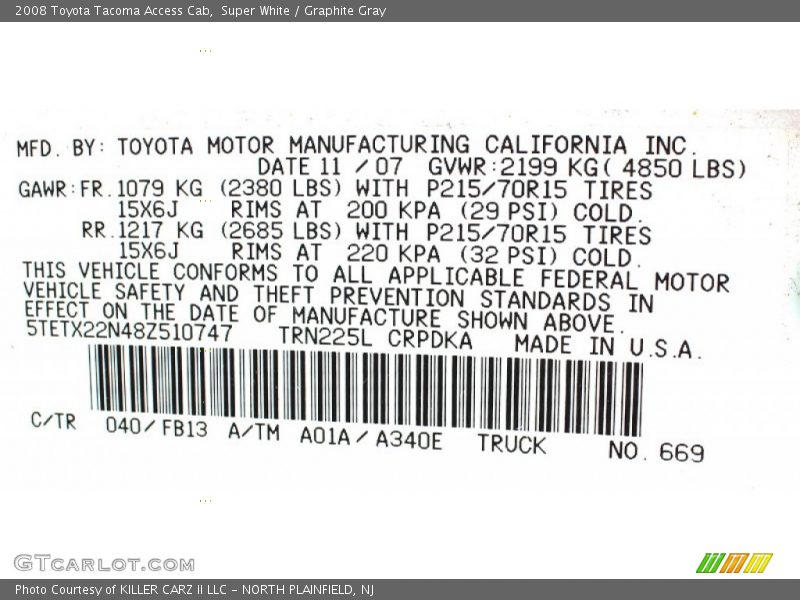 2008 Toyota Tacoma Access Cab,  Super White / Graphite Gray
MFD. BY: TOYOTA MOTOR MANUFACTURING CALIFORNIA INC.
DATE 11 / 07  GVWR:2199 KG( 4850 LBS)
GAWR:FR.1079 KG (2380 LBS) WITH P215/70R15 TIRES
15X6J RIMS AT 200 KPA (29 PSI) COLD.
RR.1217 KG (2685 LBS) WITH P215/70R15 TIRES
15X6J RIMS AT 220 KPA (32 PSI) COLD.
THIS VEHICLE CONFORMS TO ALL APPLICABLE FEDERAL MOTOR
VEHICLE SAFETY AND THEFT PREVENTION STANDARDS IN
EFFECT ON THE DATE OF MANUFACTURE SHOWN ABOVE.
5TETX22N48Z510747 TRN225L CRPDKA MADE IN U.S.A.
C/TR 040/FB13 A/TM A01A/A340E TRUCK NO. 669
GTCARLOT.COM
Photo Courtesy of KILLER CARZ II LLC - NORTH PLAINFIELD, NJ